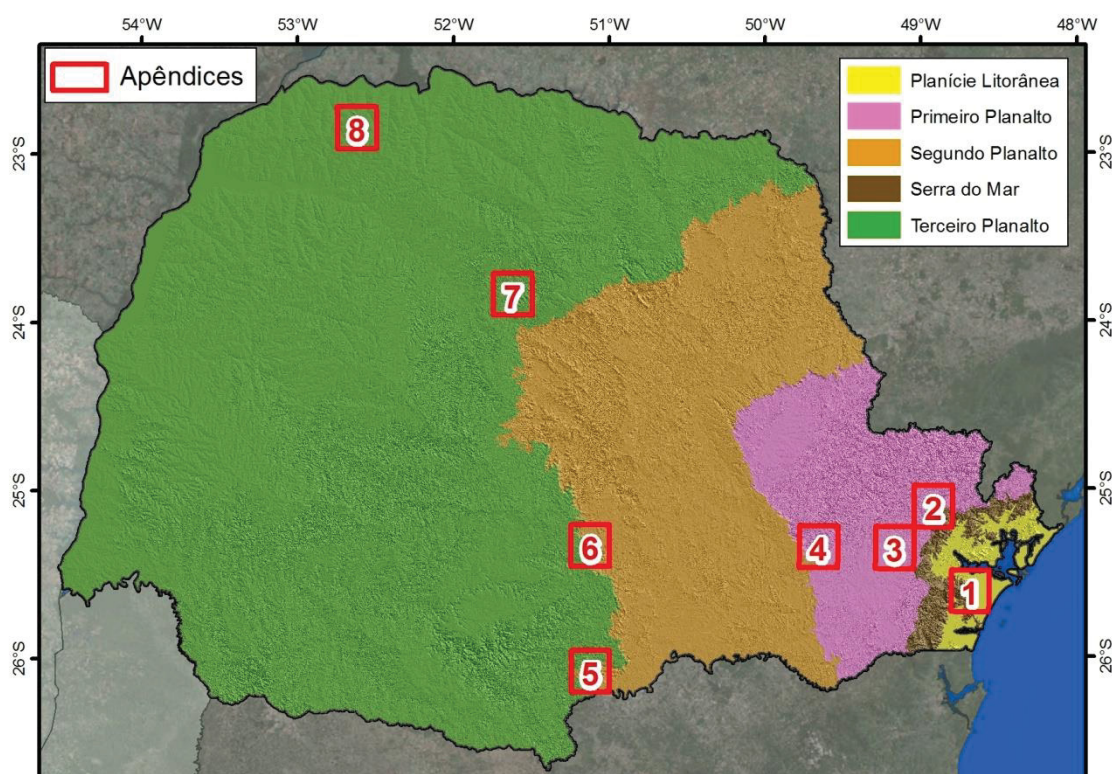 54°W 53°W 52°W 51°W 50°W 49°W 48°W
Apêndices
Planície Litorânea
Primeiro Planalto
Segundo Planalto
Serra do Mar
Terceiro Planalto
8
23°S 23°S
7
24°S 24°S
25°S 25°S
2
6 4 3
1
26°S 26°S
5